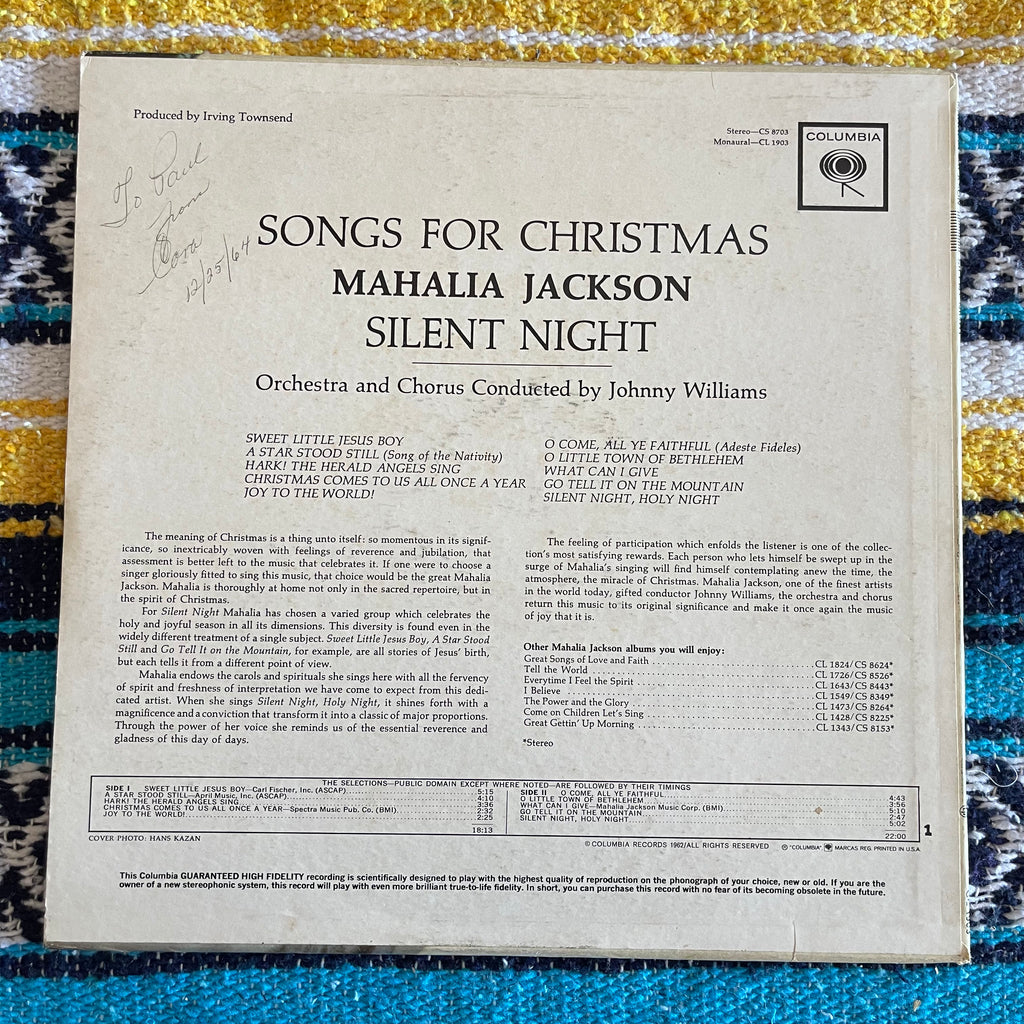 Produced by Irving Townsend
Stereo—CS 8703
Monaural—CL 1903
COLUMBIA
To Paul
from
Cora
12/25/64
SONGS FOR CHRISTMAS
MAHALIA JACKSON
SILENT NIGHT
Orchestra and Chorus Conducted by Johnny Williams
SWEET LITTLE JESUS BOY
A STAR STOOD STILL (Song of the Nativity)
HARK! THE HERALD ANGELS SING
CHRISTMAS COMES TO US ALL ONCE A YEAR
JOY TO THE WORLD!
O COME, ALL YE FAITHFUL (Adeste Fideles)
O LITTLE TOWN OF BETHLEHEM
WHAT CAN I GIVE
GO TELL IT ON THE MOUNTAIN
SILENT NIGHT, HOLY NIGHT
The meaning of Christmas is a thing unto itself: so momentous in its signif-
icance, so inextricably woven with feelings of reverence and jubilation, that
assessment is better left to the music that celebrates it. If one were to choose a
singer gloriously fitted to sing this music, that choice would be the great Mahalia
Jackson. Mahalia is thoroughly at home not only in the sacred repertoire, but in
the spirit of Christmas.
For Silent Night Mahalia has chosen a varied group which celebrates the
holy and joyful season in all its dimensions. This diversity is found even in the
widely different treatment of a single subject. Sweet Little Jesus Boy, A Star Stood
Still and Go Tell It on the Mountain, for example, are all stories of Jesus' birth,
but each tells it from a different point of view.
Mahalia endows the carols and spirituals she sings here with all the fervency
of spirit and freshness of interpretation we have come to expect from this dedi-
cated artist. When she sings Silent Night, Holy Night, it shines forth with a
magnificence and a conviction that transform it into a classic of major proportions.
Through the power of her voice she reminds us of the essential reverence and
gladness of this day of days.
The feeling of participation which enfolds the listener is one of the collec-
tion's most satisfying rewards. Each person who lets himself be swept up in the
surge of Mahalia's singing will find himself contemplating anew the time, the
atmosphere, the miracle of Christmas. Mahalia Jackson, one of the finest artists
in the world today, gifted conductor Johnny Williams, the orchestra and chorus
return this music to its original significance and make it once again the music
of joy that it is.
Other Mahalia Jackson albums you will enjoy:
Great Songs of Love and Faith . . . CL 1824/CS 8624*
Tell the World . . . CL 1726/CS 8526*
Everytime I Feel the Spirit . . . CL 1643/CS 8443*
I Believe . . . CL 1549/CS 8349*
The Power and the Glory . . . CL 1473/CS 8264*
Come on Children Let's Sing . . . CL 1428/CS 8225*
Great Gettin' Up Morning . . . CL 1343/CS 8153*
*Stereo
THE SELECTIONS—PUBLIC DOMAIN EXCEPT WHERE NOTED—ARE FOLLOWED BY THEIR TIMINGS
SIDE I SWEET LITTLE JESUS BOY—Carl Fischer, Inc. (ASCAP) 5:15
A STAR STOOD STILL—April Music, Inc. (ASCAP) 4:10
HARK! THE HERALD ANGELS SING 3:36
CHRISTMAS COMES TO US ALL ONCE A YEAR—Spectra Music Pub. Co. (BMI) 2:32
JOY TO THE WORLD! 2:25
18:13
SIDE II O COME, ALL YE FAITHFUL 4:43
O LITTLE TOWN OF BETHLEHEM 3:56
WHAT CAN I GIVE—Mahalia Jackson Music Corp. (BMI) 5:10
GO TELL IT ON THE MOUNTAIN 2:47
SILENT NIGHT, HOLY NIGHT 5:02
22:00
1
COVER PHOTO: HANS KAZAN
© COLUMBIA RECORDS 1962/ALL RIGHTS RESERVED ® "COLUMBIA", MARCAS REG. PRINTED IN U.S.A.
This Columbia GUARANTEED HIGH FIDELITY recording is scientifically designed to play with the highest quality of reproduction on the phonograph of your choice, new or old. If you are the
owner of a new stereophonic system, this record will play with even more brilliant true-to-life fidelity. In short, you can purchase this record with no fear of its becoming obsolete in the future.